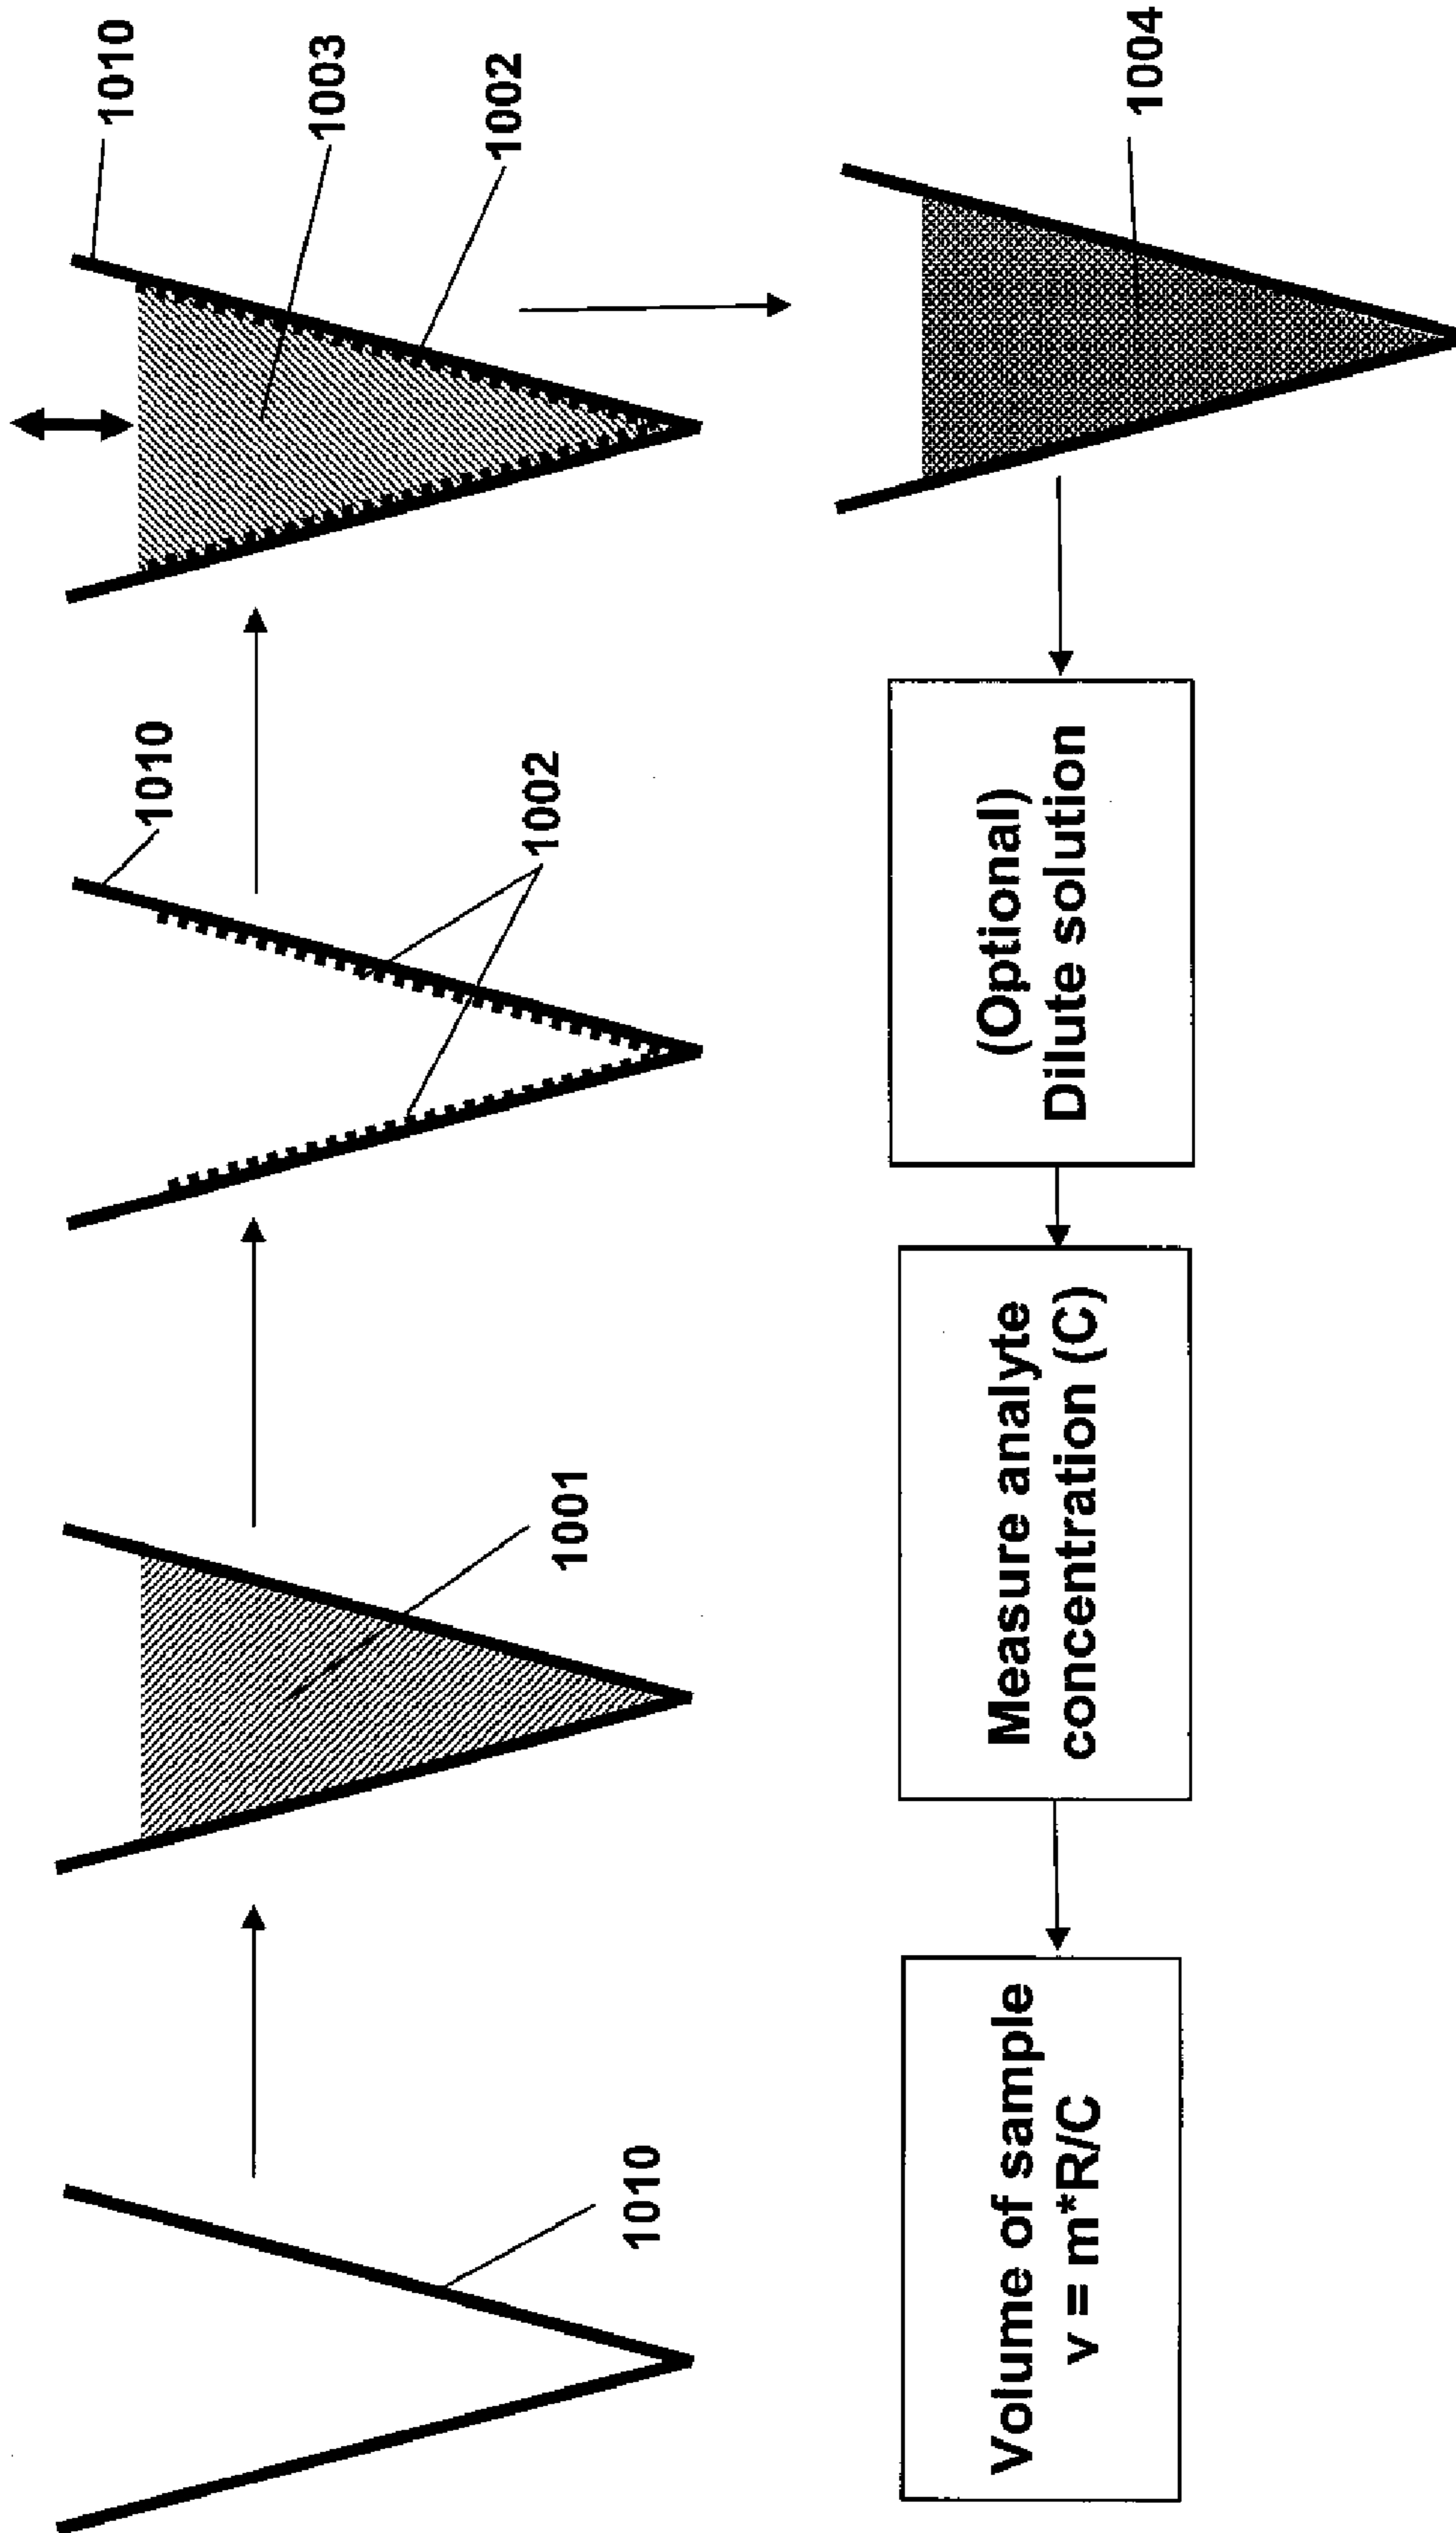 1010
1001
1010
1002
1010
1003
1002
1004
(Optional)
Dilute solution
Measure analyte
concentration (C)
Volume of sample
v = m*R/C